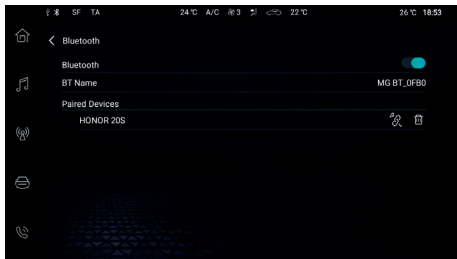 SF TA 24°C A/C 3 22°C 26°C 18:53
Bluetooth
Bluetooth
BT Name MG BT_0FB0
Paired Devices
HONOR 20S